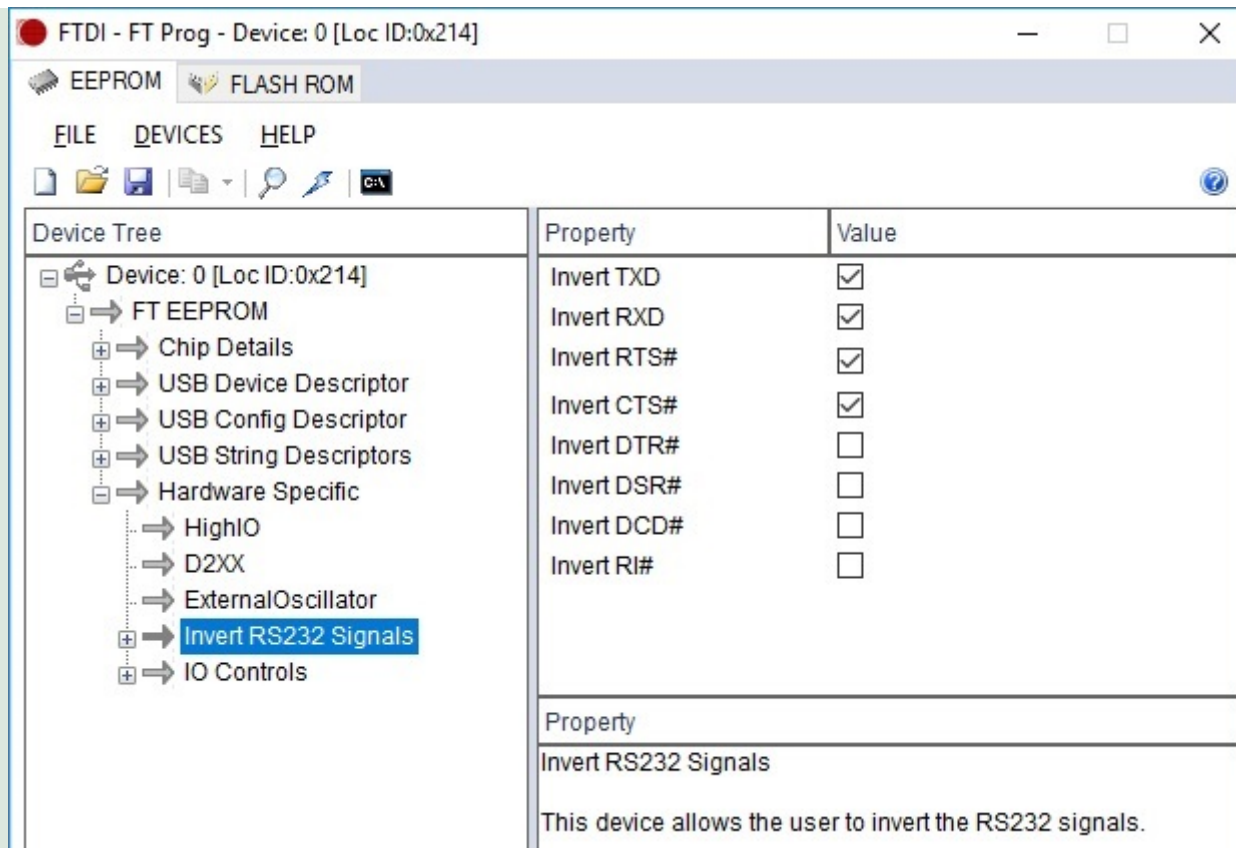 FTDI - FT Prog - Device: 0 [Loc ID:0x214]
EEPROM FLASH ROM
FILE DEVICES HELP
C:\
Device Tree
Device: 0 [Loc ID:0x214]
FT EEPROM
Chip Details
USB Device Descriptor
USB Config Descriptor
USB String Descriptors
Hardware Specific
HighIO
D2XX
ExternalOscillator
Invert RS232 Signals
IO Controls
Property Value
Invert TXD
Invert RXD
Invert RTS#
Invert CTS#
Invert DTR#
Invert DSR#
Invert DCD#
Invert RI#
Property
Invert RS232 Signals
This device allows the user to invert the RS232 signals.